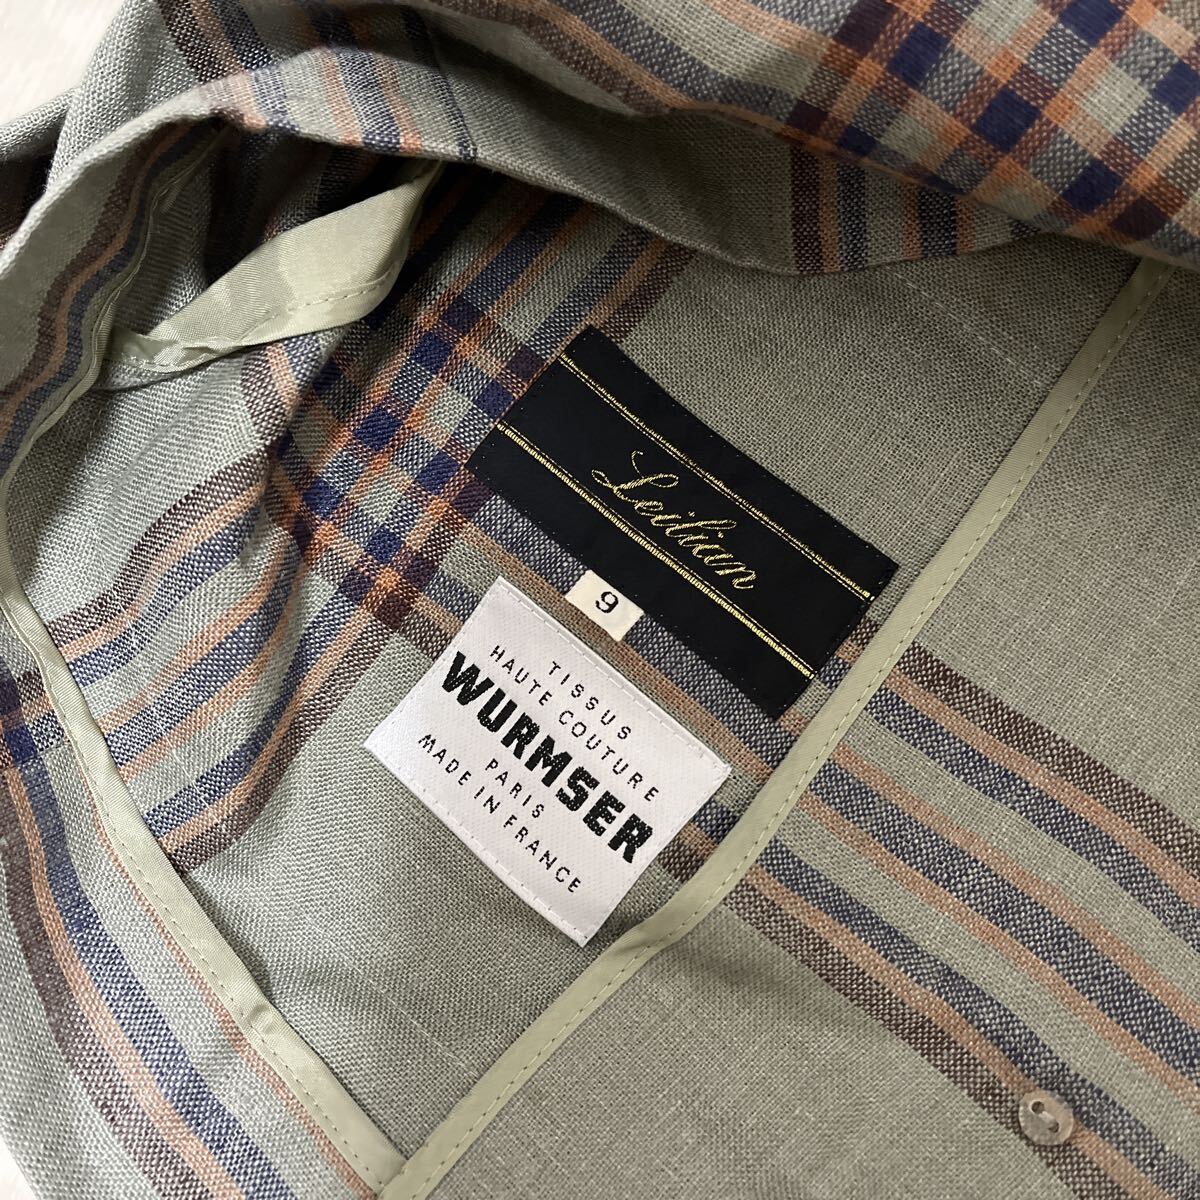 Leilian
9
TISSUS
HAUTE COUTURE
WURMSER
PARIS
MADE IN FRANCE